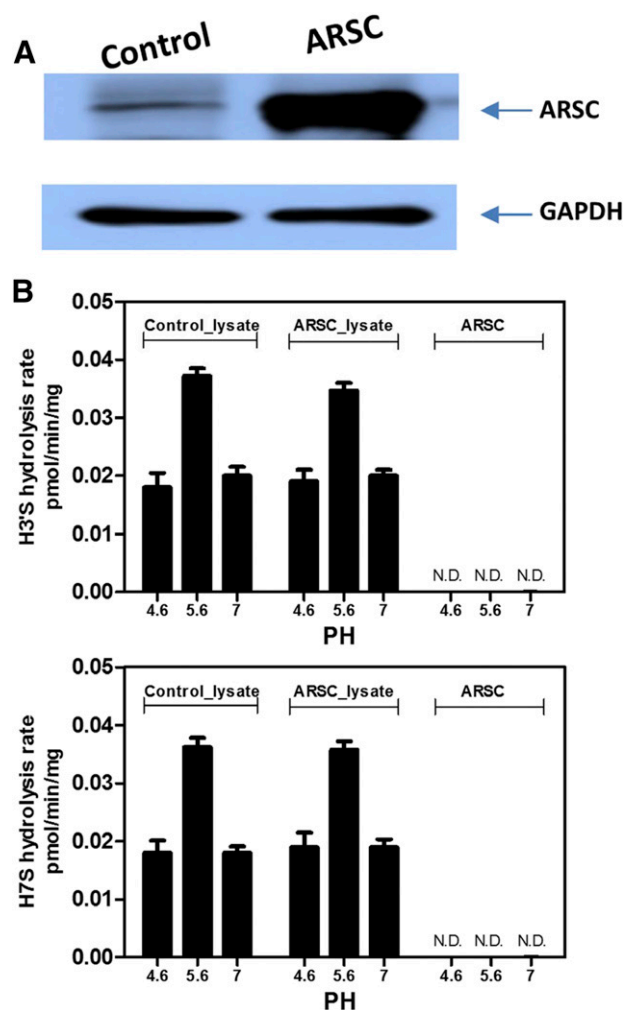 A
Control ARSC
ARSC
GAPDH
B
H3'S hydrolysis rate
pmol/min/mg
0.05
0.04
0.03
0.02
0.01
0.00
Control_lysate ARSC_lysate ARSC
N.D. N.D. N.D.
4.6 5.6 7 4.6 5.6 7 4.6 5.6 7
PH
H7S hydrolysis rate
pmol/min/mg
0.05
0.04
0.03
0.02
0.01
0.00
Control_lysate ARSC_lysate ARSC
N.D. N.D. N.D.
4.6 5.6 7 4.6 5.6 7 4.6 5.6 7
PH